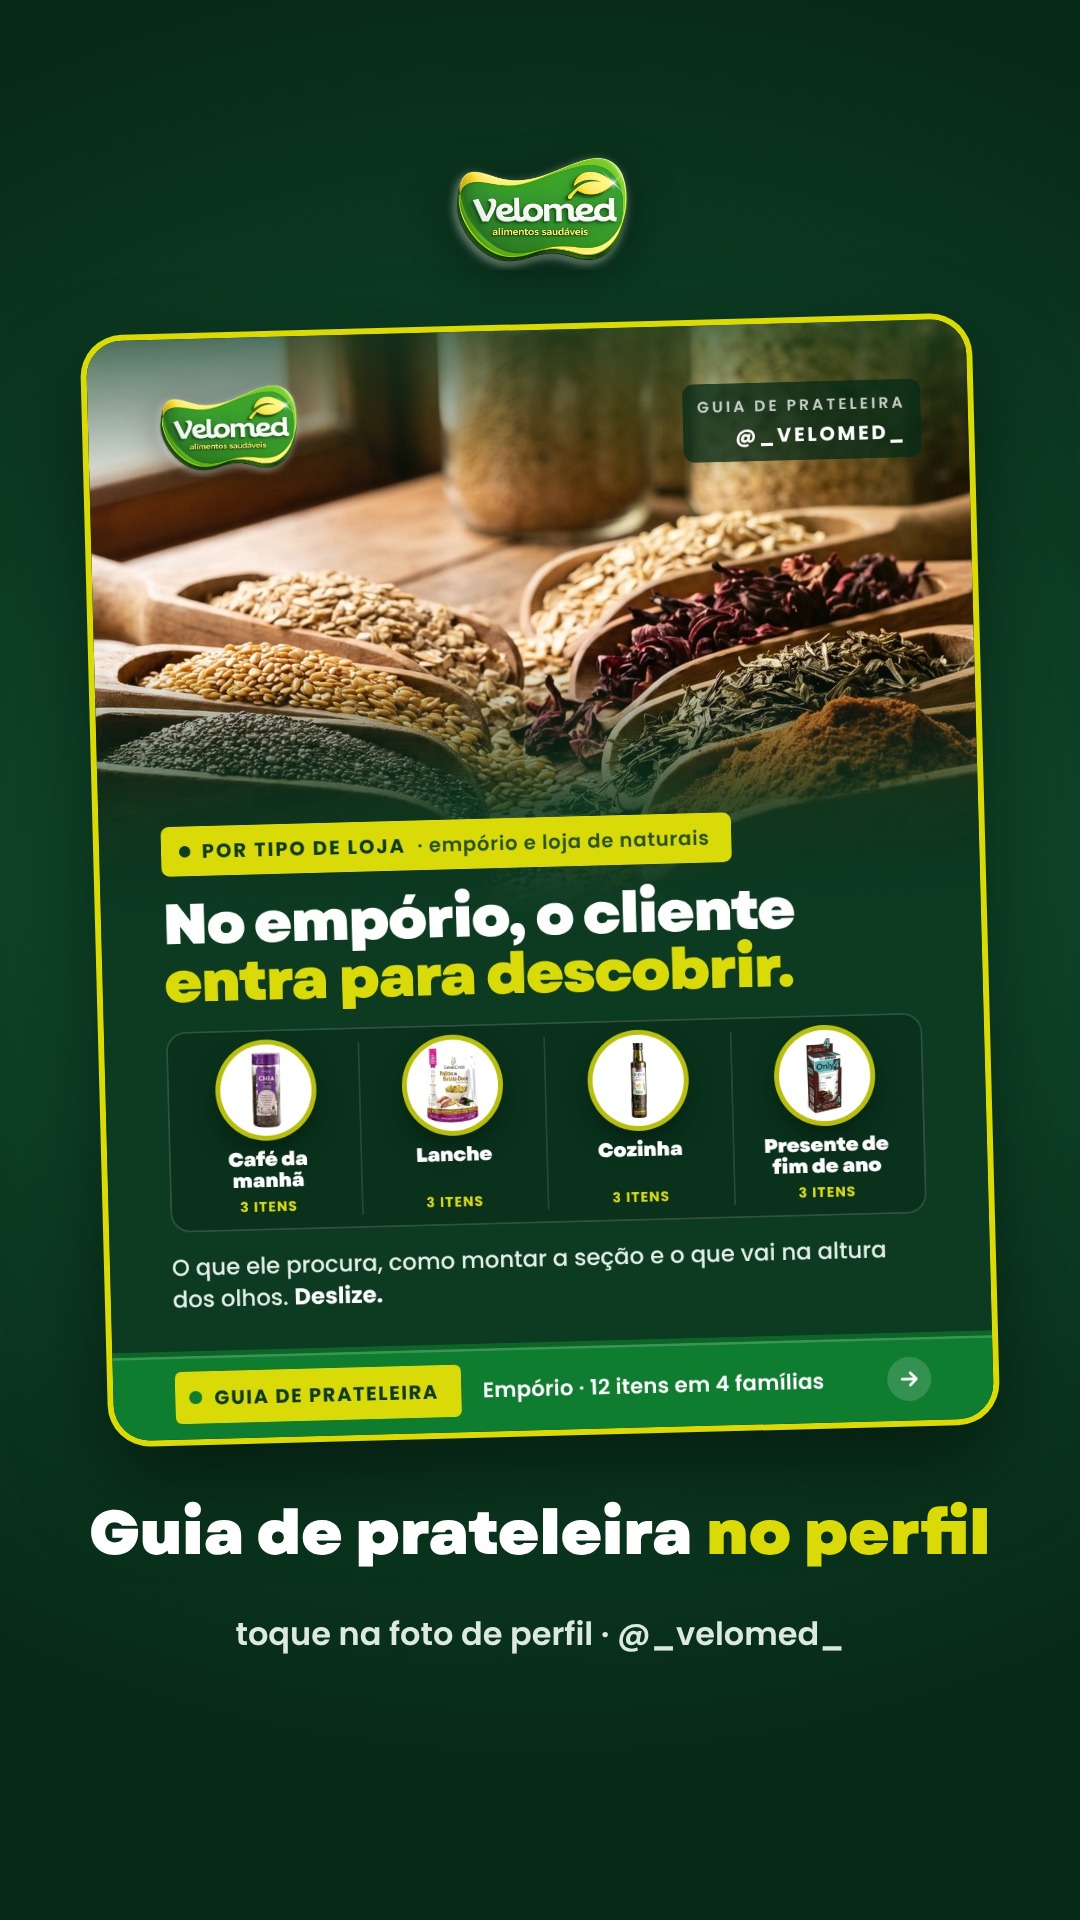 Velomed
alimentos saudáveis
Velomed
alimentos saudáveis
GUIA DE PRATELEIRA
@_VELOMED_
POR TIPO DE LOJA · empório e loja de naturais
No empório, o cliente
entra para descobrir.
CHIA
Only4
Café da
manhã
3 ITENS
Lanche
3 ITENS
Cozinha
3 ITENS
Presente de
fim de ano
3 ITENS
O que ele procura, como montar a seção e o que vai na altura
dos olhos. Deslize.
GUIA DE PRATELEIRA
Empório · 12 itens em 4 famílias
Guia de prateleira no perfil
toque na foto de perfil · @_velomed_